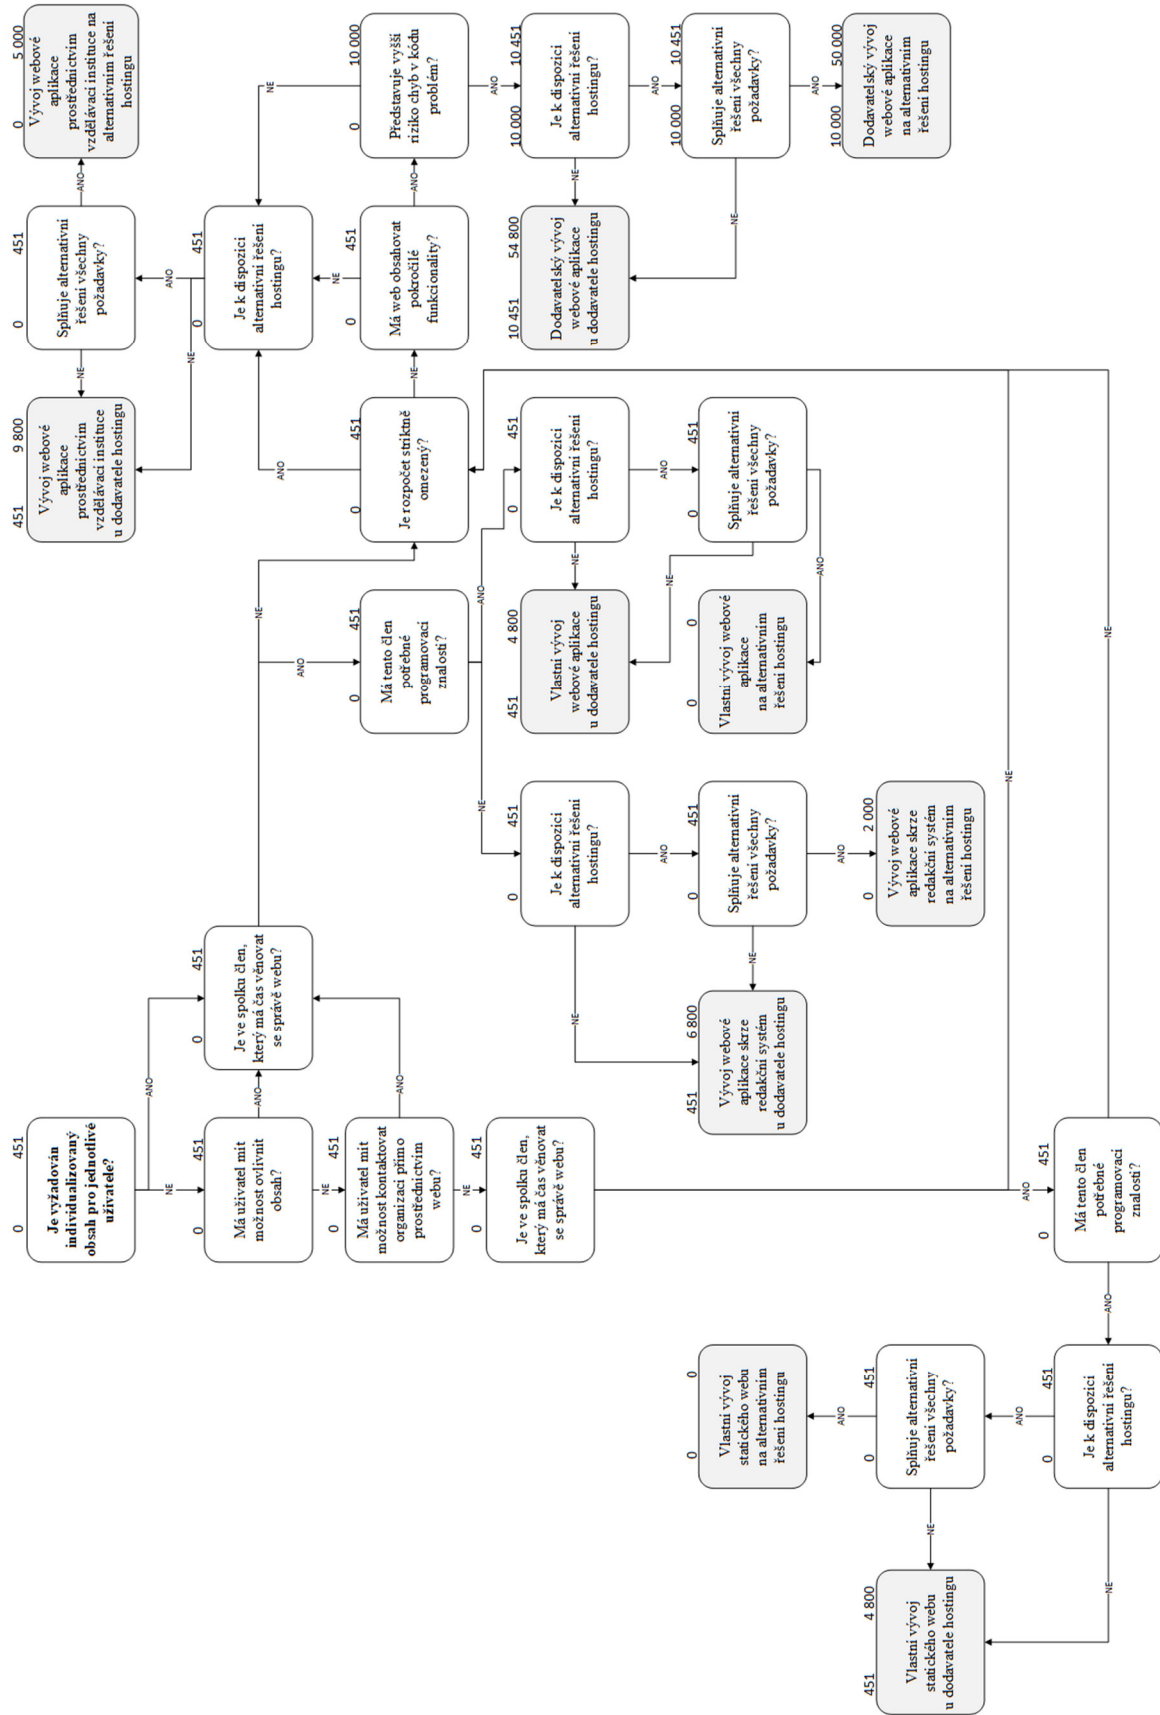 0 451
Je vyžadován
individualizovaný
obsah pro jednotlivé
uživatele?
NE
ANO
451 9 800
Vývoj webové
aplikace
prostřednictvím
vzdělávací instituce
u dodavatele hostingu
NE
0 451
Splňuje alternativní
řešení všechny
požadavky?
ANO
0 5 000
Vývoj webové
aplikace
prostřednictvím
vzdělávací instituce na
alternativním řešení
hostingu
ANO
NE
0 451
Má uživatel mít
možnost ovlivnit
obsah?
ANO
NE
0 451
Je ve spolku člen,
který má čas věnovat
se správě webu?
NE
ANO
0 451
Je k dispozici
alternativní řešení
hostingu?
NE
ANO
NE
0 451
Má uživatel mít
možnost kontaktovat
organizaci přímo
prostřednictvím
webu?
ANO
NE
0 451
Má tento člen
potřebné
programovací
znalosti?
NE
ANO
0 451
Je rozpočet striktně
omezený?
NE
0 451
Má web obsahovat
pokročilé
funkcionality?
ANO
0 10 000
Představuje vyšší
riziko chyb v kódu
problém?
ANO
0 451
Je ve spolku člen,
který má čas věnovat
se správě webu?
ANO
NE
0 451
Je k dispozici
alternativní řešení
hostingu?
NE
ANO
451 4 800
Vlastní vývoj
webové aplikace
u dodavatele hostingu
NE
0 451
Je k dispozici
alternativní řešení
hostingu?
ANO
10 451 54 800
Dodavatelský vývoj
webové aplikace
u dodavatele hostingu
NE
10 000 10 451
Je k dispozici
alternativní řešení
hostingu?
ANO
NE
NE
0 0
Vlastní vývoj
statického webu
na alternativním
řešení hostingu
ANO
451 6 800
Vývoj webové
aplikace skrze
redakční systém
u dodavatele hostingu
NE
0 451
Splňuje alternativní
řešení všechny
požadavky?
ANO
0 0
Vlastní vývoj webové
aplikace
na alternativním
řešení hostingu
ANO
0 451
Splňuje alternativní
řešení všechny
požadavky?
10 000 10 451
Splňuje alternativní
řešení všechny
požadavky?
ANO
451 4 800
Vlastní vývoj
statického webu
u dodavatele hostingu
NE
0 451
Splňuje alternativní
řešení všechny
požadavky?
ANO
0 2 000
Vývoj webové
aplikace skrze
redakční systém
na alternativním
řešení hostingu
10 000 50 000
Dodavatelský vývoj
webové aplikace
na alternativním
řešení hostingu
NE
0 451
Je k dispozici
alternativní řešení
hostingu?
ANO
0 451
Má tento člen
potřebné
programovací
znalosti?
NE